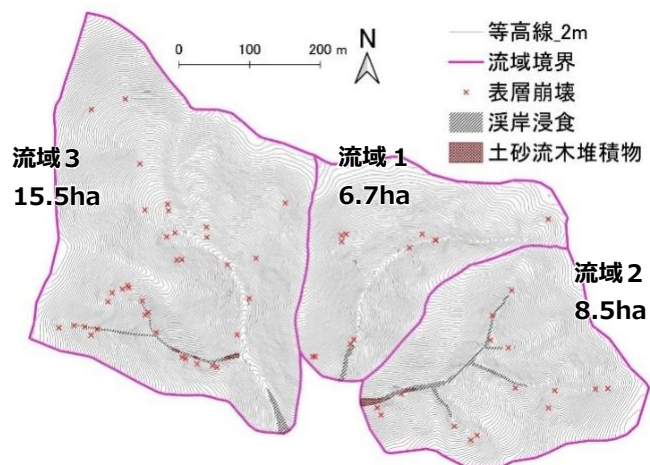 0 100 200 m
N
等高線_2m
流域境界
表層崩壊
渓岸浸食
土砂流木堆積物
流域3
15.5ha
流域1
6.7ha
流域2
8.5ha